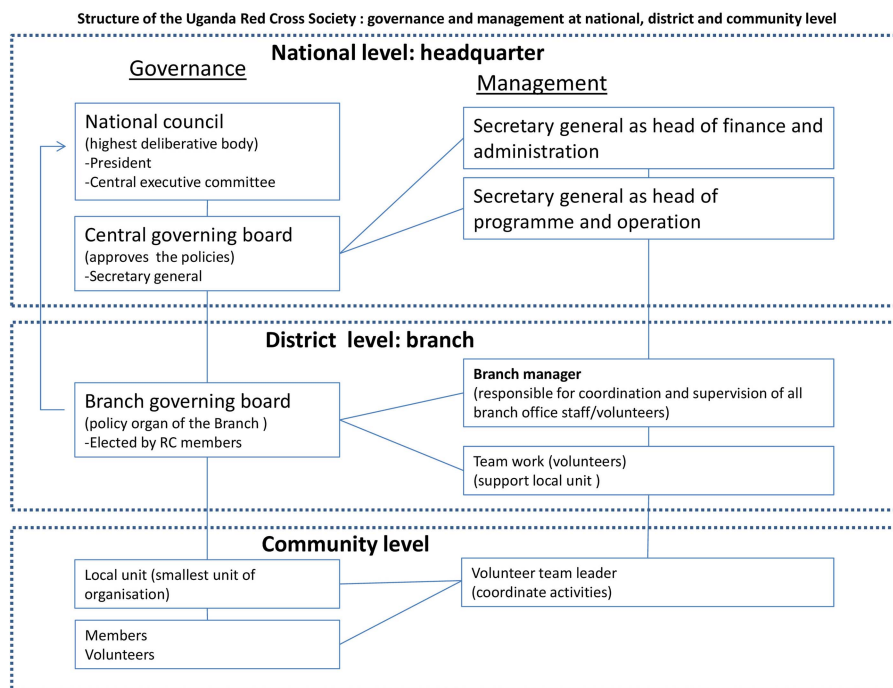 Structure of the Uganda Red Cross Society : governance and management at national, district and community level
National level: headquarter
Governance
Management
National council
(highest deliberative body)
-President
-Central executive committee
Secretary general as head of finance and
administration
Secretary general as head of
programme and operation
Central governing board
(approves the policies)
-Secretary general
District level: branch
Branch governing board
(policy organ of the Branch )
-Elected by RC members
Branch manager
(responsible for coordination and supervision of all
branch office staff/volunteers)
Team work (volunteers)
(support local unit )
Community level
Local unit (smallest unit of
organisation)
Volunteer team leader
(coordinate activities)
Members
Volunteers